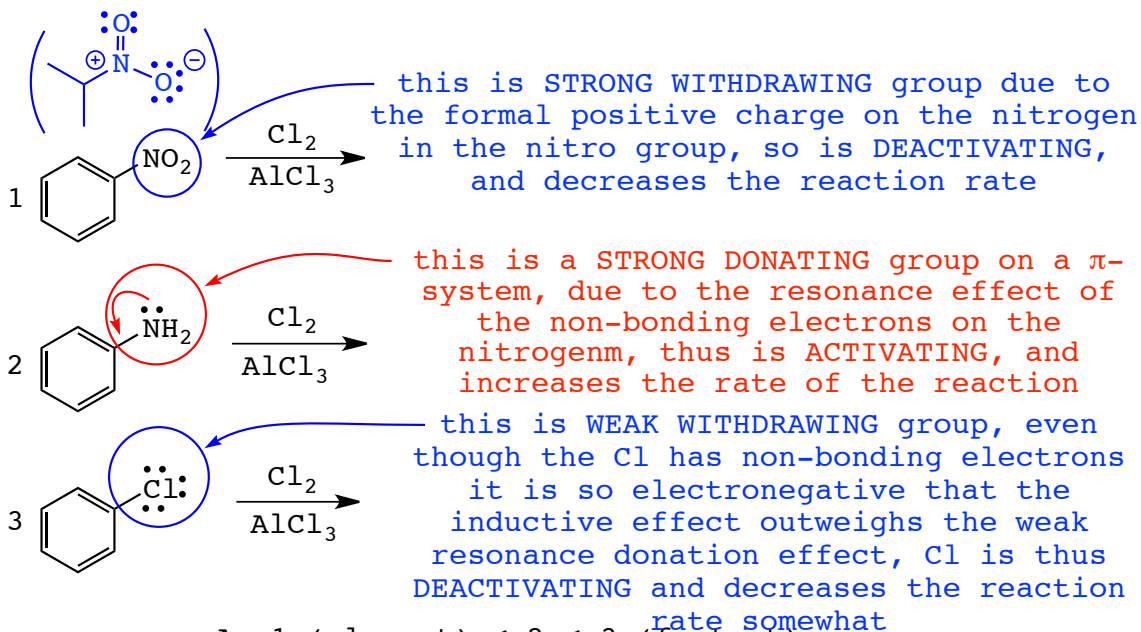 O
N
⊕
O
⊖
this is STRONG WITHDRAWING group due to
the formal positive charge on the nitrogen
in the nitro group, so is DEACTIVATING,
and decreases the reaction rate
1
NO2
Cl2
AlCl3
this is a STRONG DONATING group on a π-
system, due to the resonance effect of
the non-bonding electrons on the
nitrogenm, thus is ACTIVATING, and
increases the rate of the reaction
2
NH2
Cl2
AlCl3
this is WEAK WITHDRAWING group, even
though the Cl has non-bonding electrons
it is so electronegative that the
inductive effect outweighs the weak
resonance donation effect, Cl is thus
DEACTIVATING and decreases the reaction
rate somewhat
3
Cl
Cl2
AlCl3